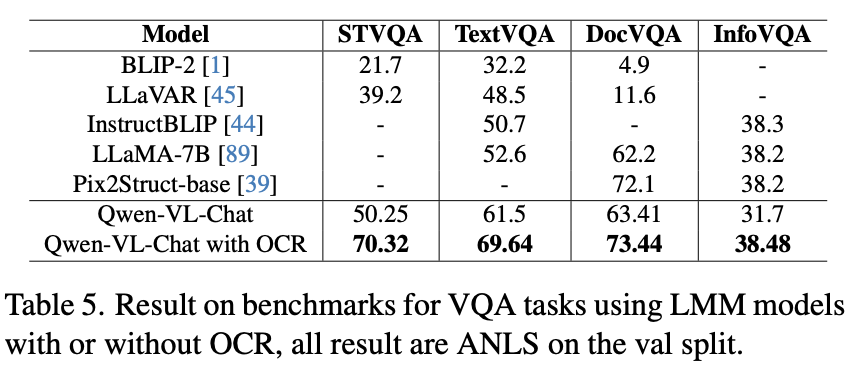 Model STVQA TextVQA DocVQA InfoVQA
BLIP-2 [1] 21.7 32.2 4.9 -
LLaVAR [45] 39.2 48.5 11.6 -
InstructBLIP [44] - 50.7 - 38.3
LLaMA-7B [89] - 52.6 62.2 38.2
Pix2Struct-base [39] - - 72.1 38.2
Qwen-VL-Chat 50.25 61.5 63.41 31.7
Qwen-VL-Chat with OCR 70.32 69.64 73.44 38.48
Table 5. Result on benchmarks for VQA tasks using LMM models
with or without OCR, all result are ANLS on the val split.